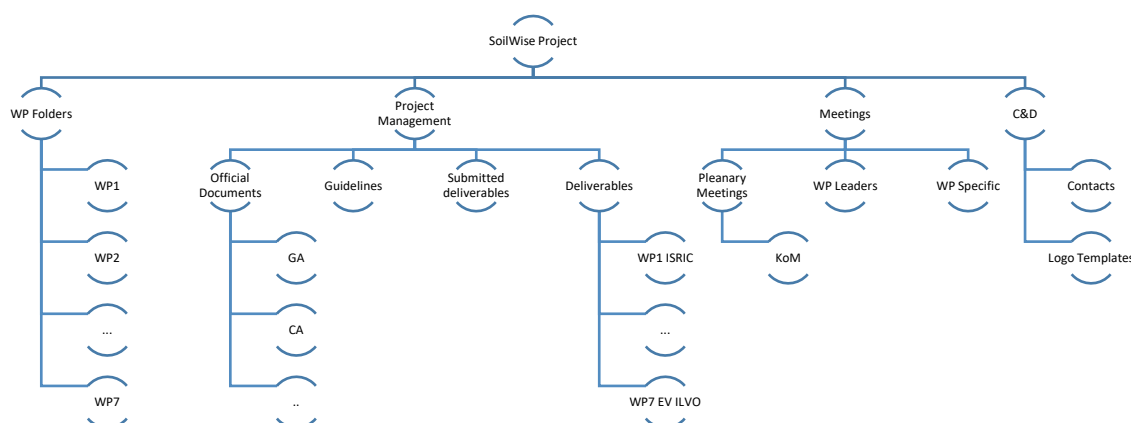 SoilWise Project
WP Folders
Project
Management
Meetings
C&D
WP1
Official
Documents
Guidelines
Submitted
deliverables
Deliverables
Pleanary
Meetings
WP Leaders
WP Specific
Contacts
WP2
GA
WP1 ISRIC
KoM
Logo Templates
...
CA
...
WP7
..
WP7 EV ILVO